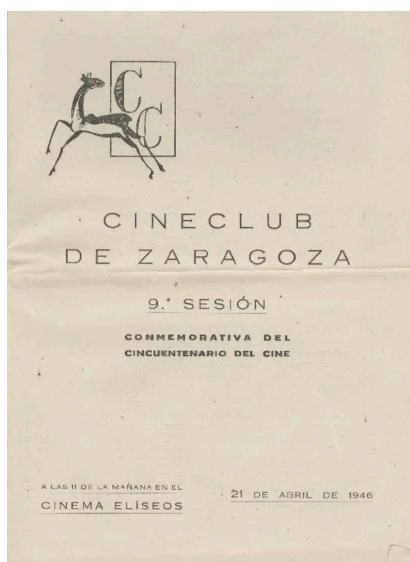 CC
CINECLUB
DE ZARAGOZA
9.ª SESIÓN
CONMEMORATIVA DEL
CINCUENTENARIO DEL CINE
A LAS 11 DE LA MAÑANA EN EL
CINEMA ELÍSEOS
21 DE ABRIL DE 1946